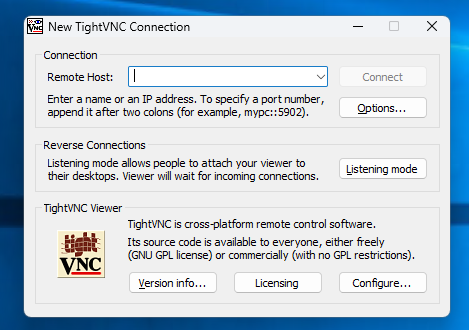 New TightVNC Connection
Connection
Remote Host:
Connect
Enter a name or an IP address. To specify a port number,
append it after two colons (for example, mypc::5902).
Options...
Reverse Connections
Listening mode allows people to attach your viewer to
their desktops. Viewer will wait for incoming connections.
Listening mode
TightVNC Viewer
tight
VNC
TightVNC is cross-platform remote control software.
Its source code is available to everyone, either freely
(GNU GPL license) or commercially (with no GPL restrictions).
Version info...
Licensing
Configure...